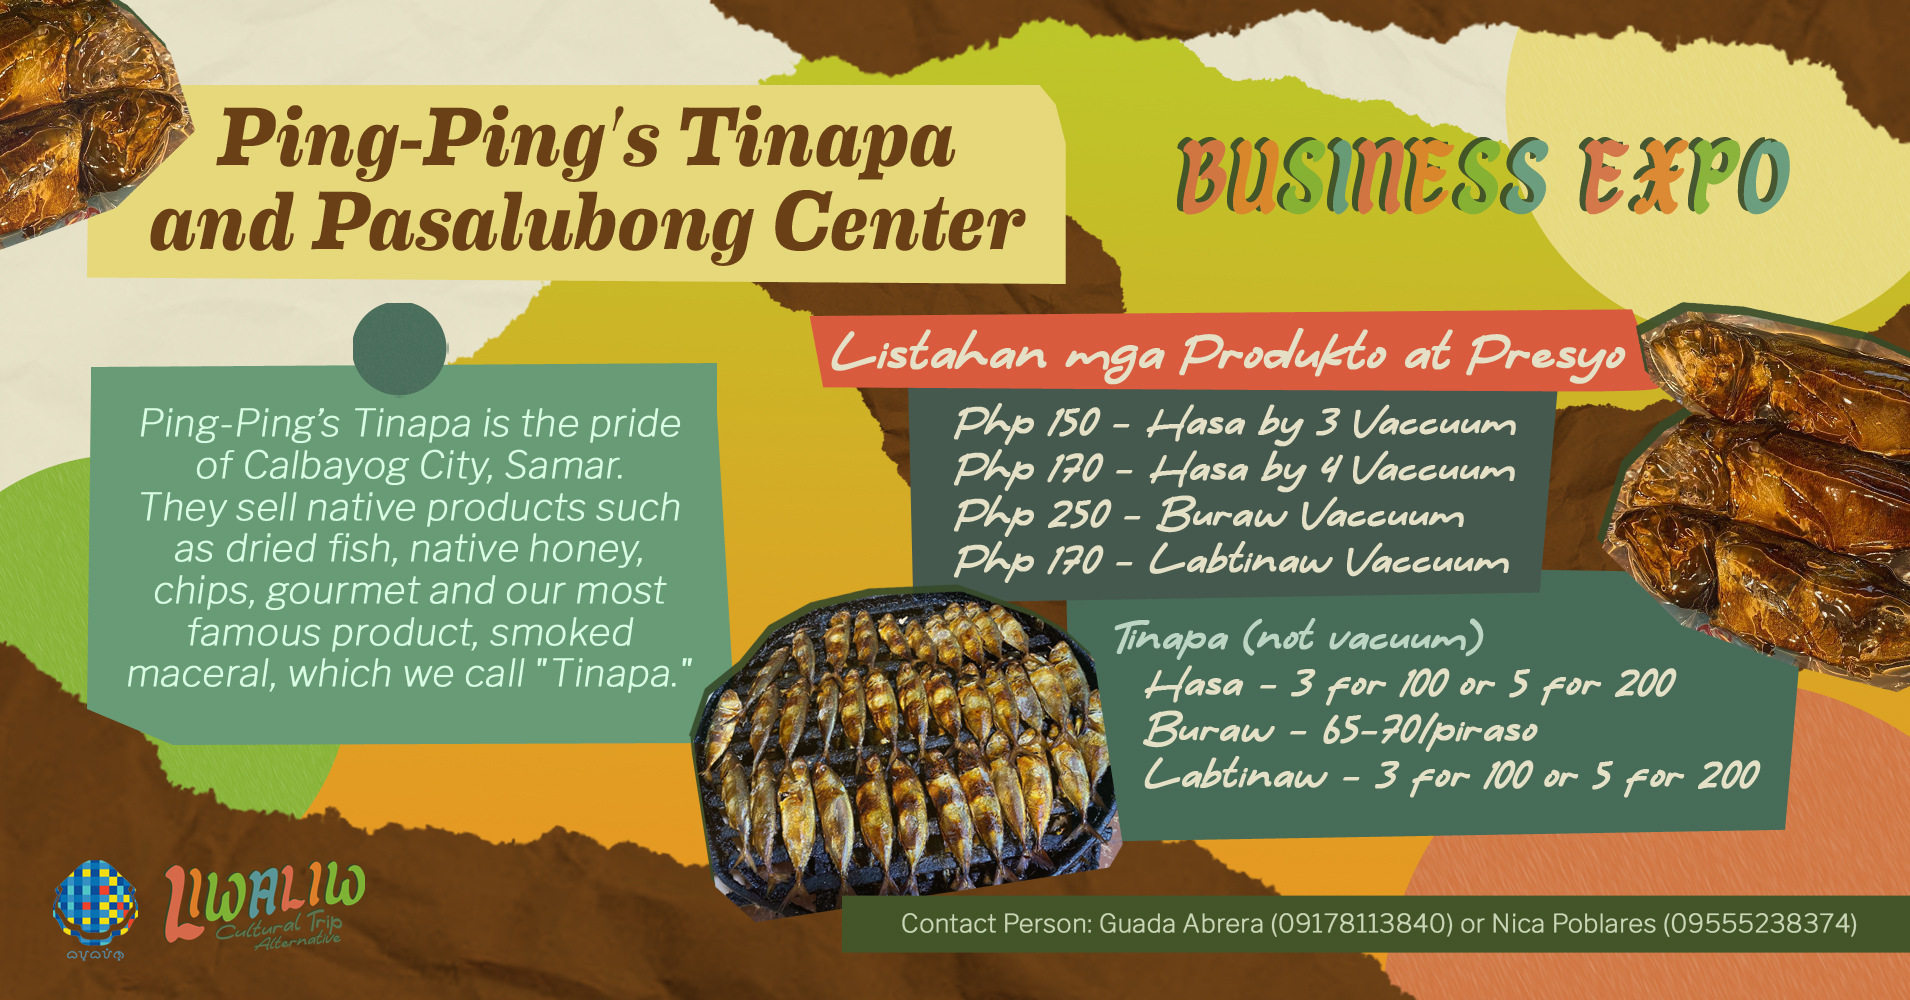 Ping-Ping's Tinapa
and Pasalubong Center
BUSINESS EXPO
Ping-Ping’s Tinapa is the pride
of Calbayog City, Samar.
They sell native products such
as dried fish, native honey,
chips, gourmet and our most
famous product, smoked
maceral, which we call "Tinapa."
Listahan mga Produkto at Presyo
Php 150 - Hasa by 3 Vaccuum
Php 170 - Hasa by 4 Vaccuum
Php 250 - Buraw Vaccuum
Php 170 - Labtinaw Vaccuum
Tinapa (not vacuum)
Hasa - 3 for 100 or 5 for 200
Buraw - 65-70/piraso
Labtinaw - 3 for 100 or 5 for 200
LIWALIW
Cultural Trip
Alternative
Contact Person: Guada Abrera (09178113840) or Nica Poblares (09555238374)